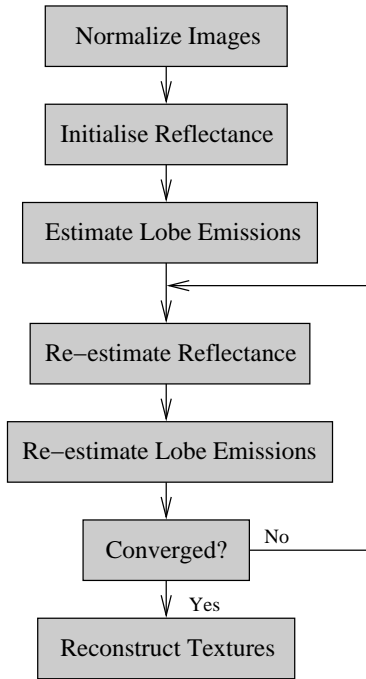 Normalize Images
Initialise Reflectance
Estimate Lobe Emissions
Re−estimate Reflectance
Re−estimate Lobe Emissions
Converged?
No
Yes
Reconstruct Textures